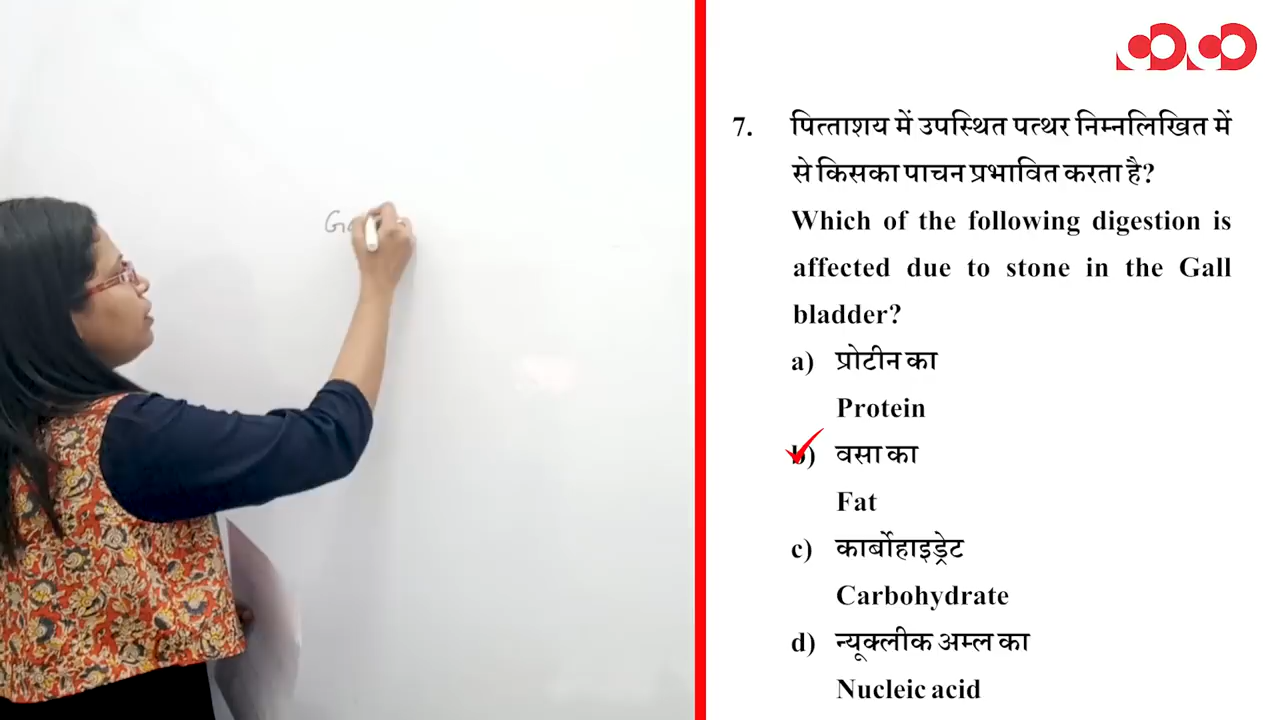 Ga
7. पित्ताशय में उपस्थित पत्थर निम्नलिखित में
से किसका पाचन प्रभावित करता है?
Which of the following digestion is
affected due to stone in the Gall
bladder?
a) प्रोटीन का
Protein
b) वसा का
Fat
c) कार्बोहाइड्रेट
Carbohydrate
d) न्यूक्लीक अम्ल का
Nucleic acid